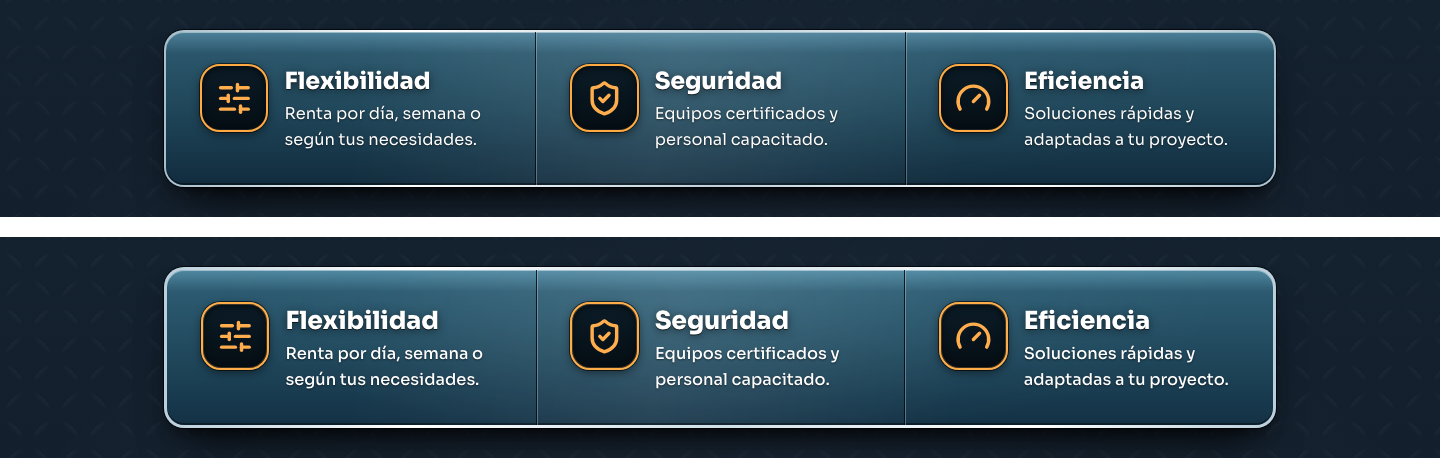 Flexibilidad
Renta por día, semana o
según tus necesidades.
Seguridad
Equipos certificados y
personal capacitado.
Eficiencia
Soluciones rápidas y
adaptadas a tu proyecto.
Flexibilidad
Renta por día, semana o
según tus necesidades.
Seguridad
Equipos certificados y
personal capacitado.
Eficiencia
Soluciones rápidas y
adaptadas a tu proyecto.